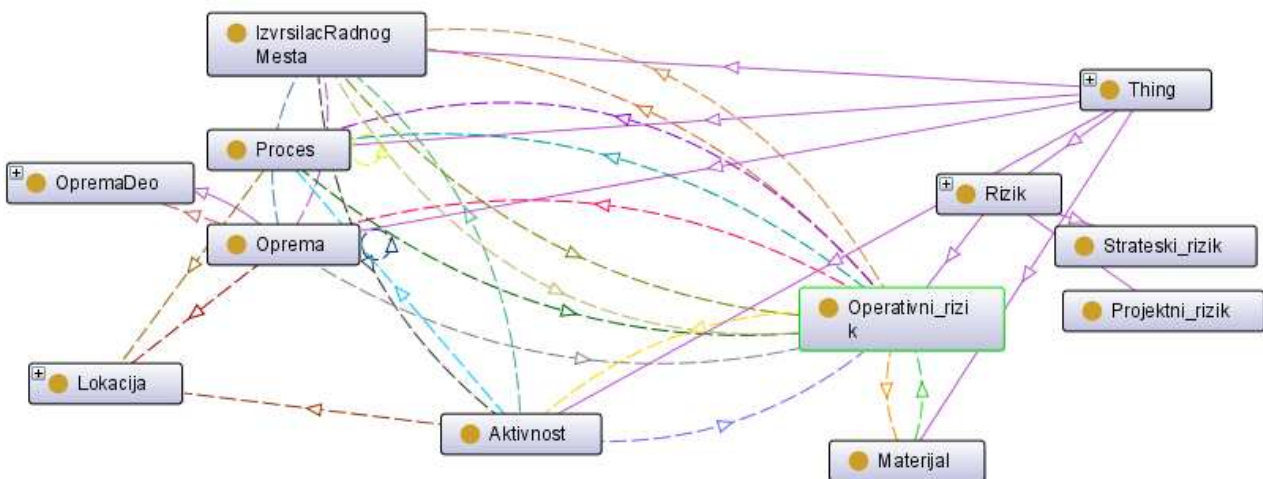 IzvrsilacRadnog
Mesta
Thing
Proces
OpremaDeo
Rizik
Oprema
Strateski_rizik
Operativni_rizi
k
Projektni_rizik
Lokacija
Aktivnost
Materijal